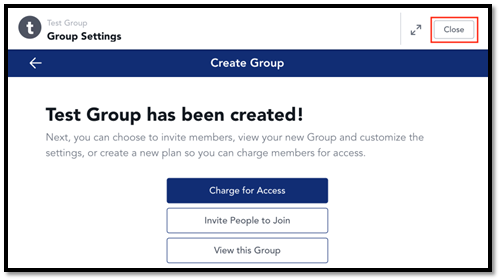 t
Test Group
Group Settings
Close
Create Group
Test Group has been created!
Next, you can choose to invite members, view your new Group and customize the
settings, or create a new plan so you can charge members for access.
Charge for Access
Invite People to Join
View this Group